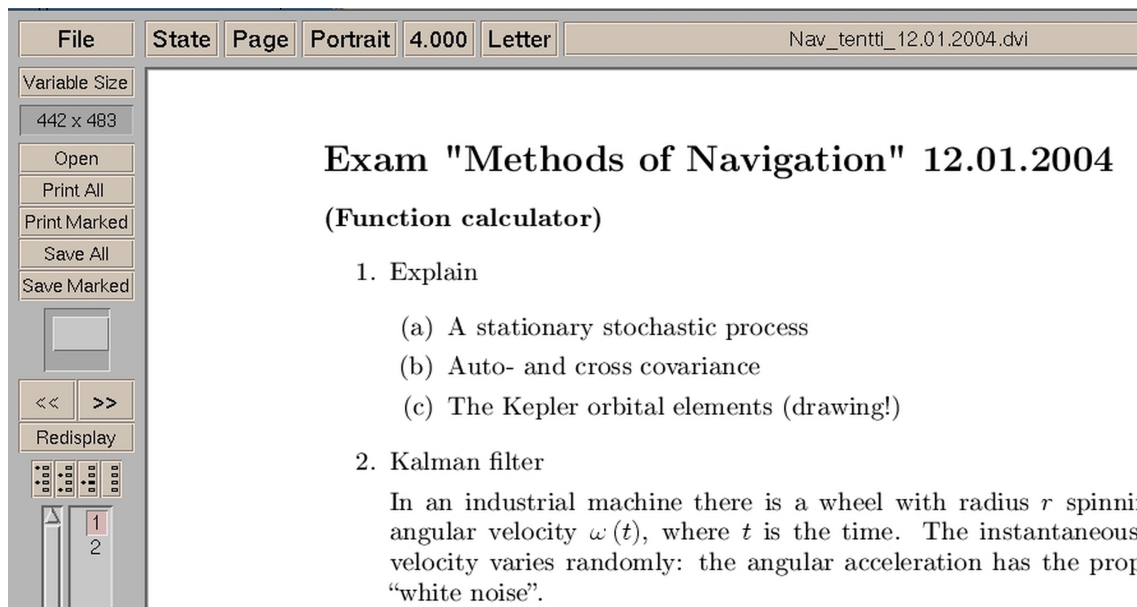 File State Page Portrait 4.000 Letter Nav_tentti_12.01.2004.dvi
Variable Size
442 x 483
Open
Print All
Print Marked
Save All
Save Marked
<< >>
Redisplay
1
2
Exam "Methods of Navigation" 12.01.2004
(Function calculator)
1. Explain
(a) A stationary stochastic process
(b) Auto- and cross covariance
(c) The Kepler orbital elements (drawing!)
2. Kalman filter
In an industrial machine there is a wheel with radius r spinni
angular velocity ω (t), where t is the time. The instantaneous
velocity varies randomly: the angular acceleration has the prop
“white noise”.